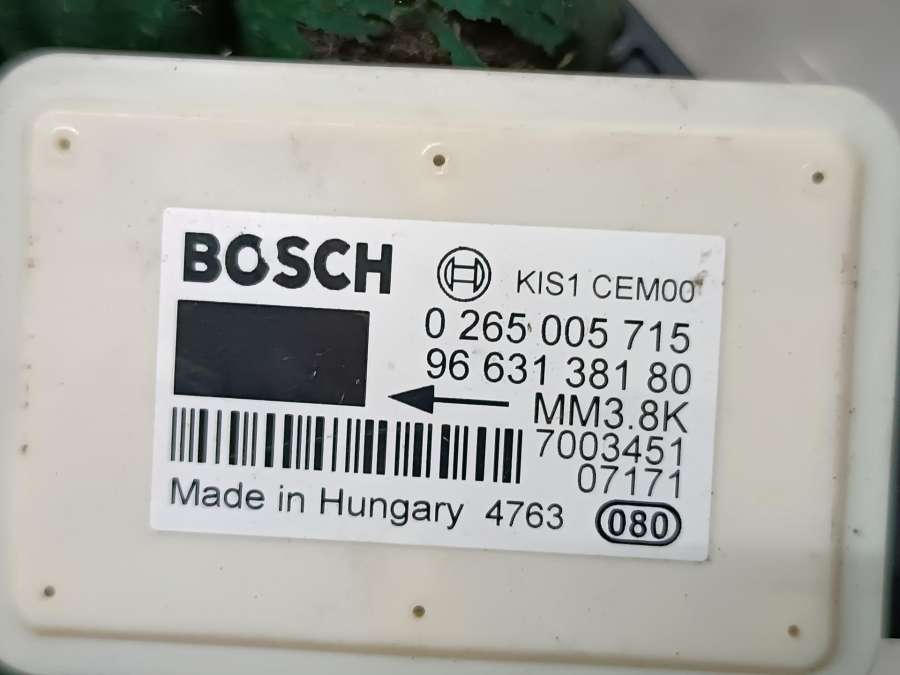 BOSCH KIS1 CEM00
0 265 005 715
96 631 381 80
MM3.8K
7003451
07171
Made in Hungary 4763 080